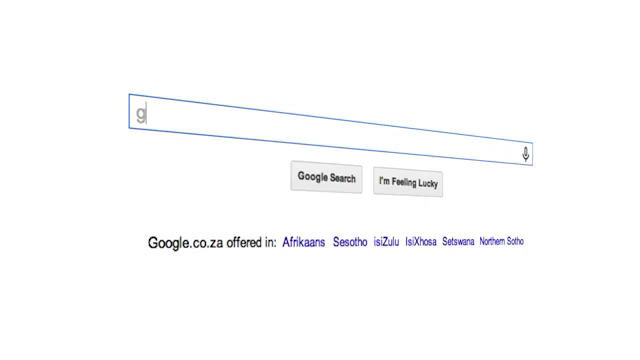 g
Google Search I'm Feeling Lucky
Google.co.za offered in: Afrikaans Sesotho isiZulu IsiXhosa Setswana Northern Sotho